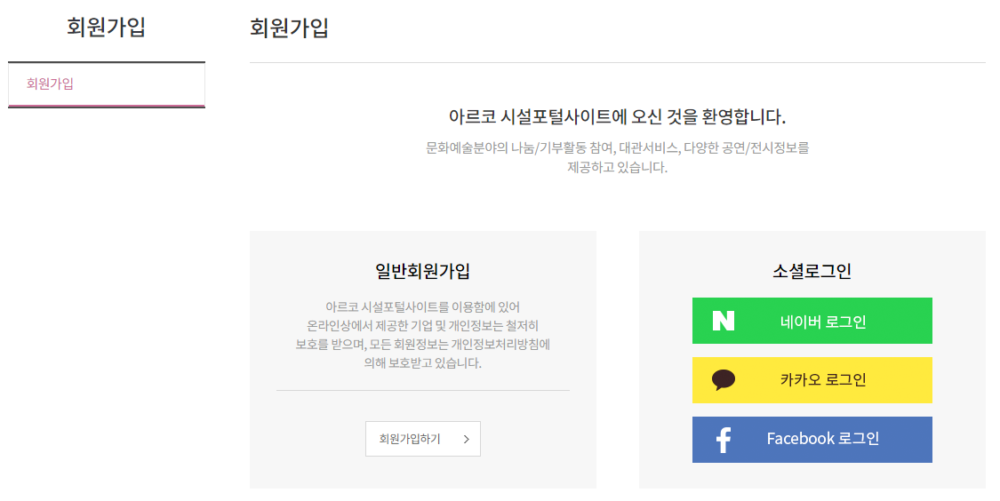 회원가입
회원가입
회원가입
아르코 시설포털사이트에 오신 것을 환영합니다.
문화예술분야의 나눔/기부활동 참여, 대관서비스, 다양한 공연/전시정보를
제공하고 있습니다.
일반회원가입
아르코 시설포털사이트를 이용함에 있어
온라인상에서 제공한 기업 및 개인정보는 철저히
보호를 받으며, 모든 회원정보는 개인정보처리방침에
의해 보호받고 있습니다.
회원가입하기
소셜로그인
네이버 로그인
카카오 로그인
Facebook 로그인